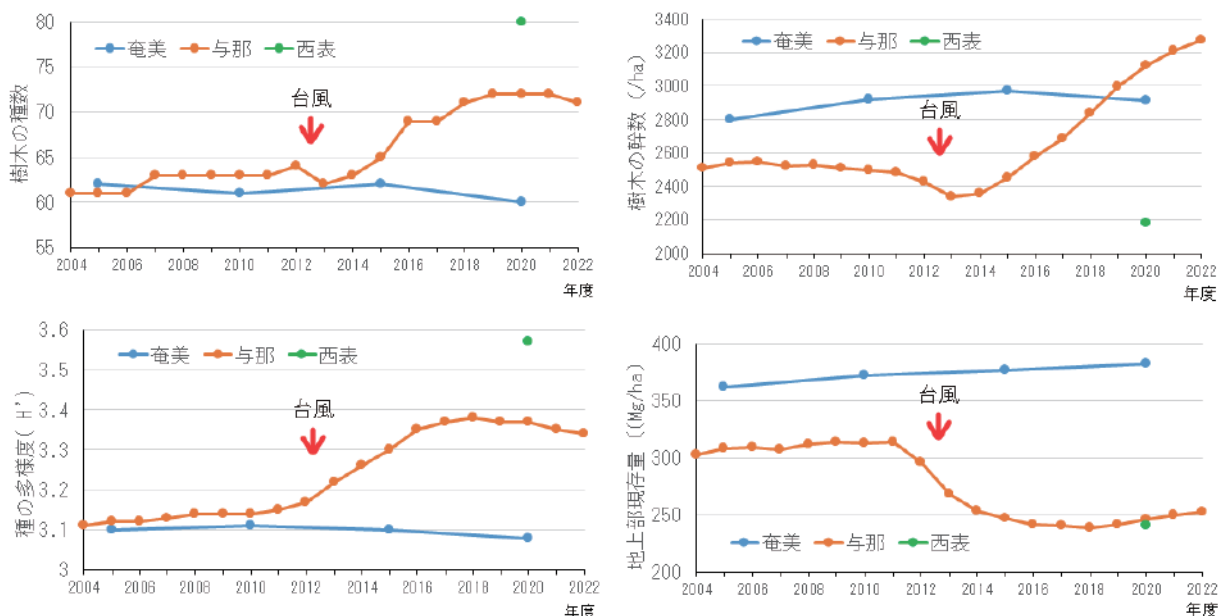 樹木の種数
80
75
70
65
60
55
奄美 与那 西表
台風
2004 2006 2008 2010 2012 2014 2016 2018 2020 2022
年度
樹木の幹数 (/ha)
3400
3200
3000
2800
2600
2400
2200
2000
奄美 与那 西表
台風
2004 2006 2008 2010 2012 2014 2016 2018 2020 2022
年度
種の多様度( H')
3.6
3.5
3.4
3.3
3.2
3.1
3
奄美 与那 西表
台風
2004 2006 2008 2010 2012 2014 2016 2018 2020 2022
年度
地上部現存量 ((Mg/ha)
400
350
300
250
200
台風
奄美 与那 西表
2004 2006 2008 2010 2012 2014 2016 2018 2020 2022
年度